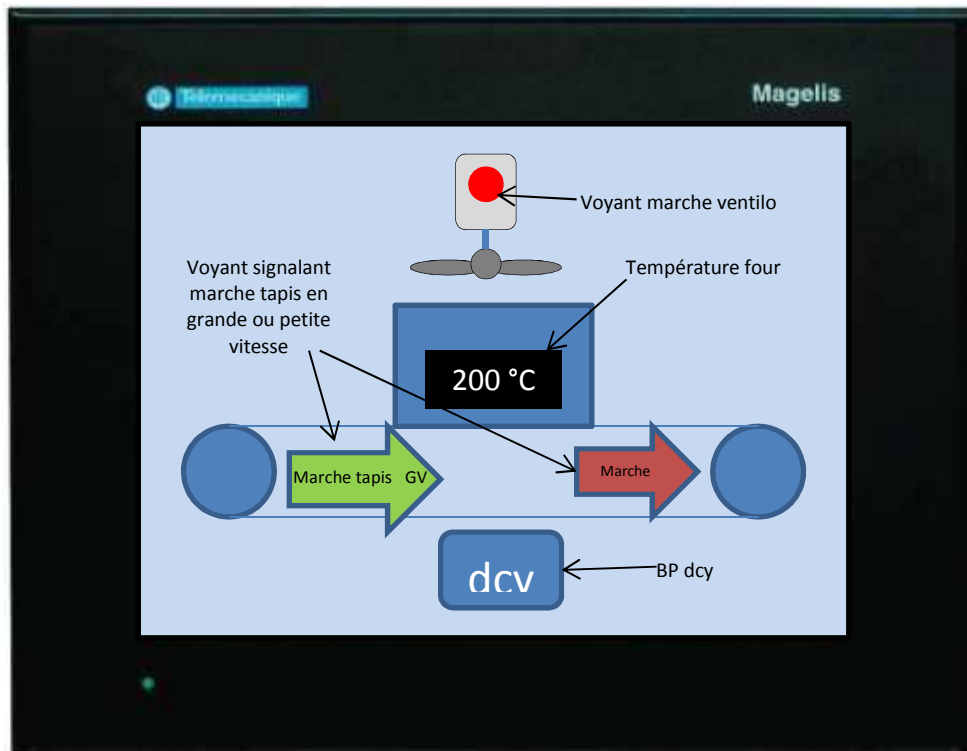 Telemecanique
Magelis
Voyant marche ventilo
Voyant signalant
marche tapis en
grande ou petite
vitesse
Température four
200 °C
Marche tapis GV
Marche
dcy
BP dcy